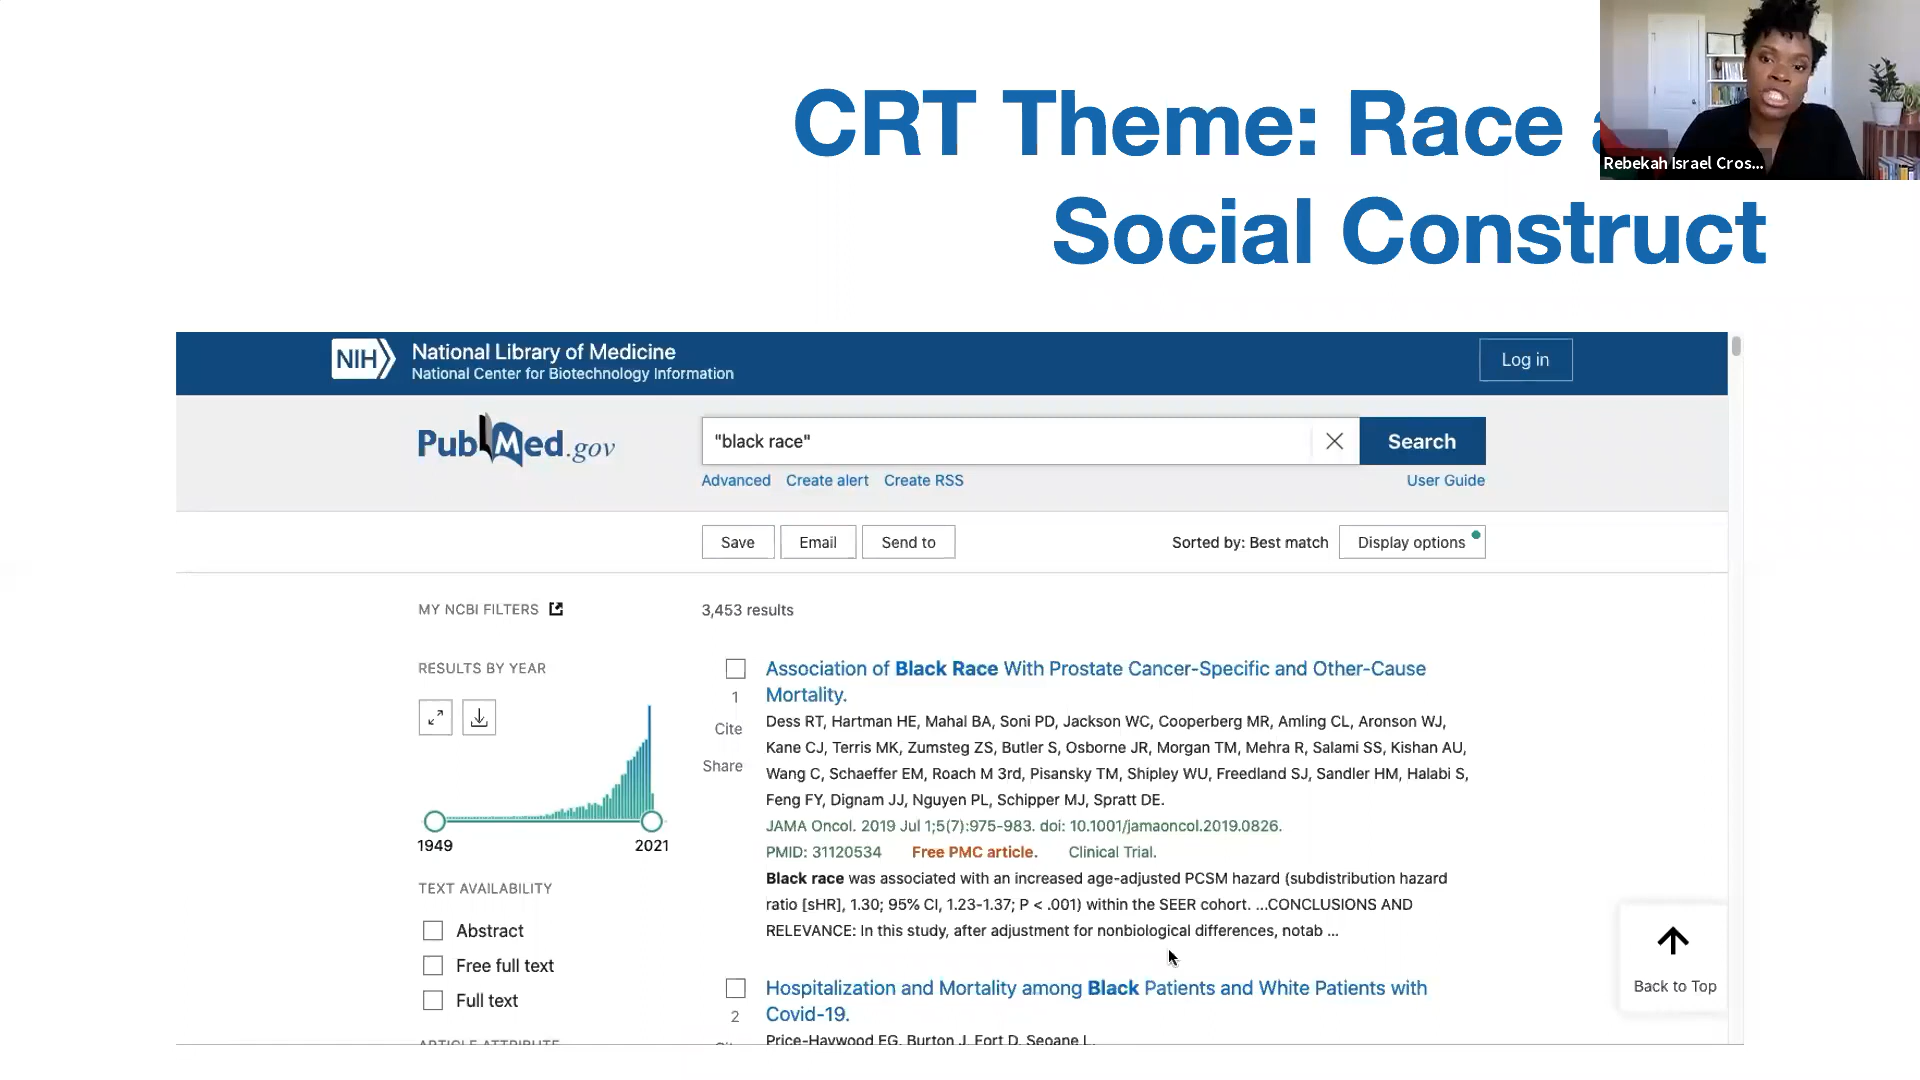 CRT Theme: Race a
Social Construct
Rebekah Israel Cros...
NIH
National Library of Medicine
National Center for Biotechnology Information
Log in
PubMed.gov
"black race"
Search
Advanced Create alert Create RSS
User Guide
Save Email Send to
Sorted by: Best match
Display options
MY NCBI FILTERS
3,453 results
RESULTS BY YEAR
1949 2021
TEXT AVAILABILITY
Abstract
Free full text
Full text
ARTICLE ATTRIBUTE
Association of Black Race With Prostate Cancer-Specific and Other-Cause
Mortality.
1
Cite
Share
Dess RT, Hartman HE, Mahal BA, Soni PD, Jackson WC, Cooperberg MR, Amling CL, Aronson WJ,
Kane CJ, Terris MK, Zumsteg ZS, Butler S, Osborne JR, Morgan TM, Mehra R, Salami SS, Kishan AU,
Wang C, Schaeffer EM, Roach M 3rd, Pisansky TM, Shipley WU, Freedland SJ, Sandler HM, Halabi S,
Feng FY, Dignam JJ, Nguyen PL, Schipper MJ, Spratt DE.
JAMA Oncol. 2019 Jul 1;5(7):975-983. doi: 10.1001/jamaoncol.2019.0826.
PMID: 31120534 Free PMC article. Clinical Trial.
Black race was associated with an increased age-adjusted PCSM hazard (subdistribution hazard
ratio [sHR], 1.30; 95% CI, 1.23-1.37; P < .001) within the SEER cohort. ...CONCLUSIONS AND
RELEVANCE: In this study, after adjustment for nonbiological differences, notab ...
Hospitalization and Mortality among Black Patients and White Patients with
Covid-19.
2
Price-Haywood EG, Burton J, Fort D, Seoane L.
Back to Top